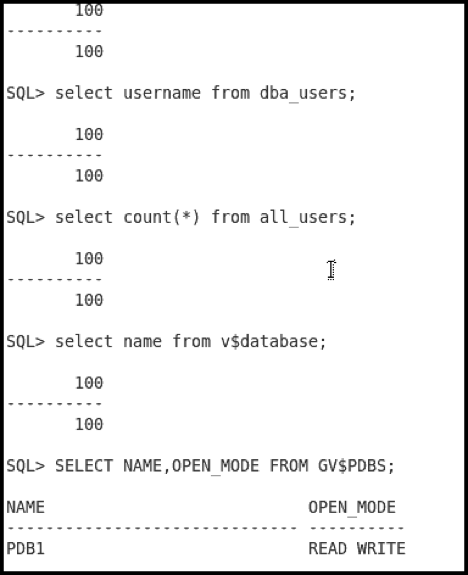 100
----------
100
SQL> select username from dba_users;
100
----------
100
SQL> select count(*) from all_users;
100
----------
100
SQL> select name from v$database;
100
----------
100
SQL> SELECT NAME,OPEN_MODE FROM GV$PDBS;
NAME OPEN_MODE
------------------------------ ----------
PDB1 READ WRITE